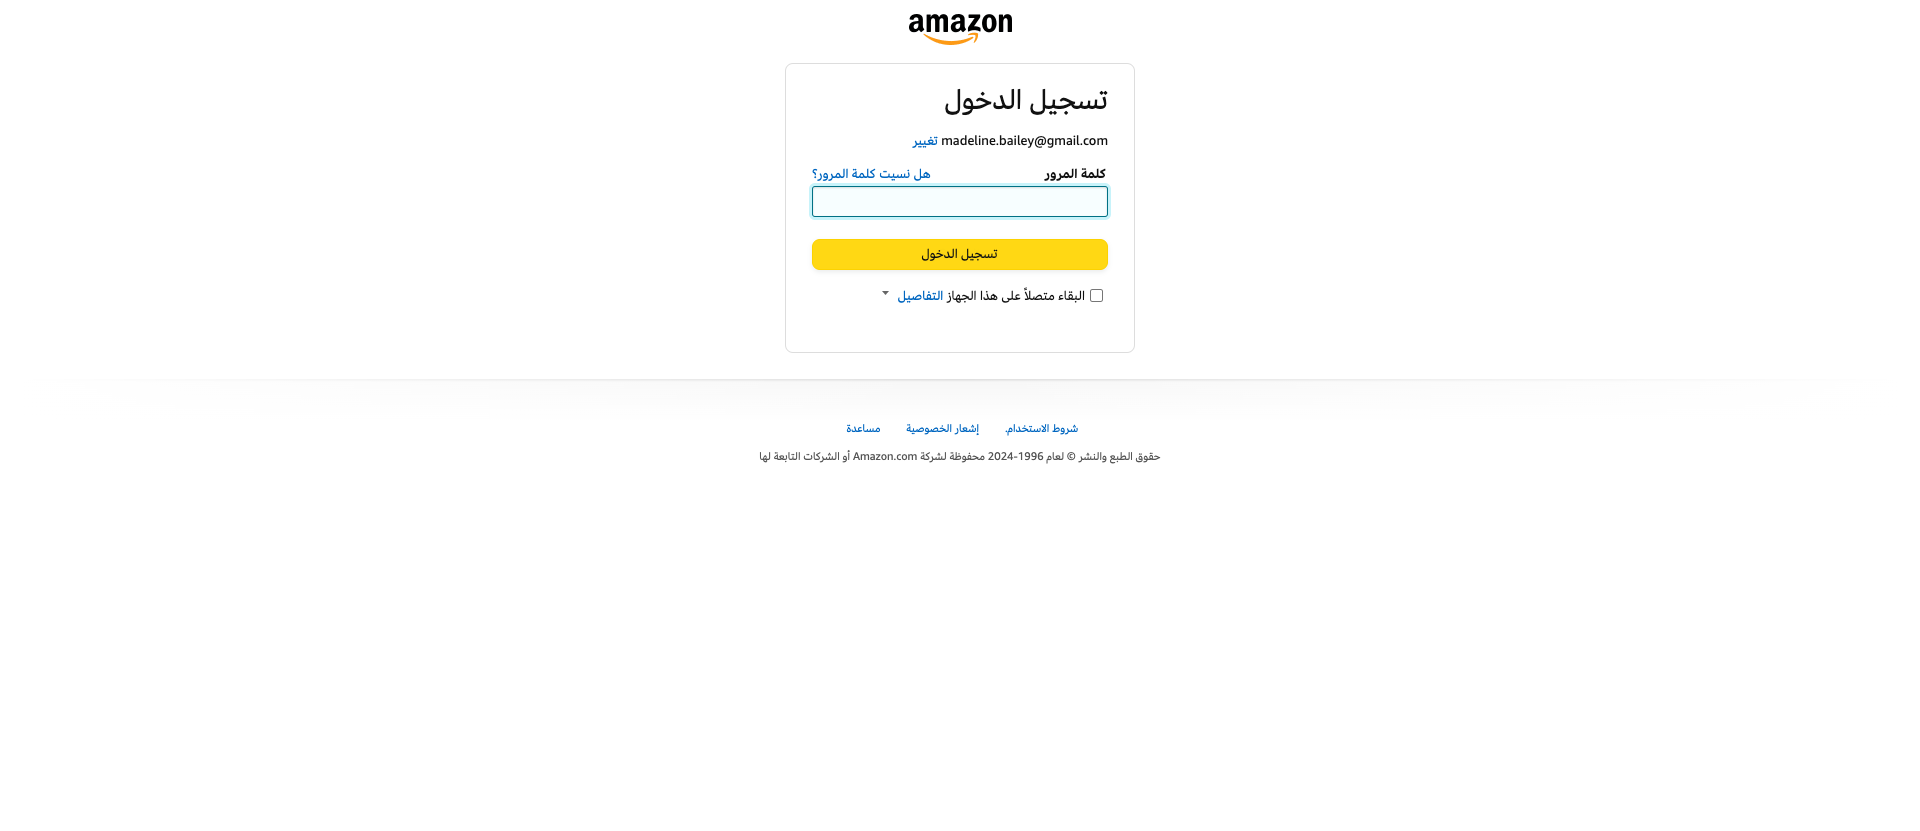 amazon
تسجيل الدخول
madeline.bailey@gmail.com تغيير
كلمة المرور هل نسيت كلمة المرور؟
تسجيل الدخول
البقاء متصلاً على هذا الجهاز التفاصيل
شروط الاستخدام. إشعار الخصوصية مساعدة
حقوق الطبع والنشر © لعام 1996-2024 محفوظة لشركة Amazon.com أو الشركات التابعة لها